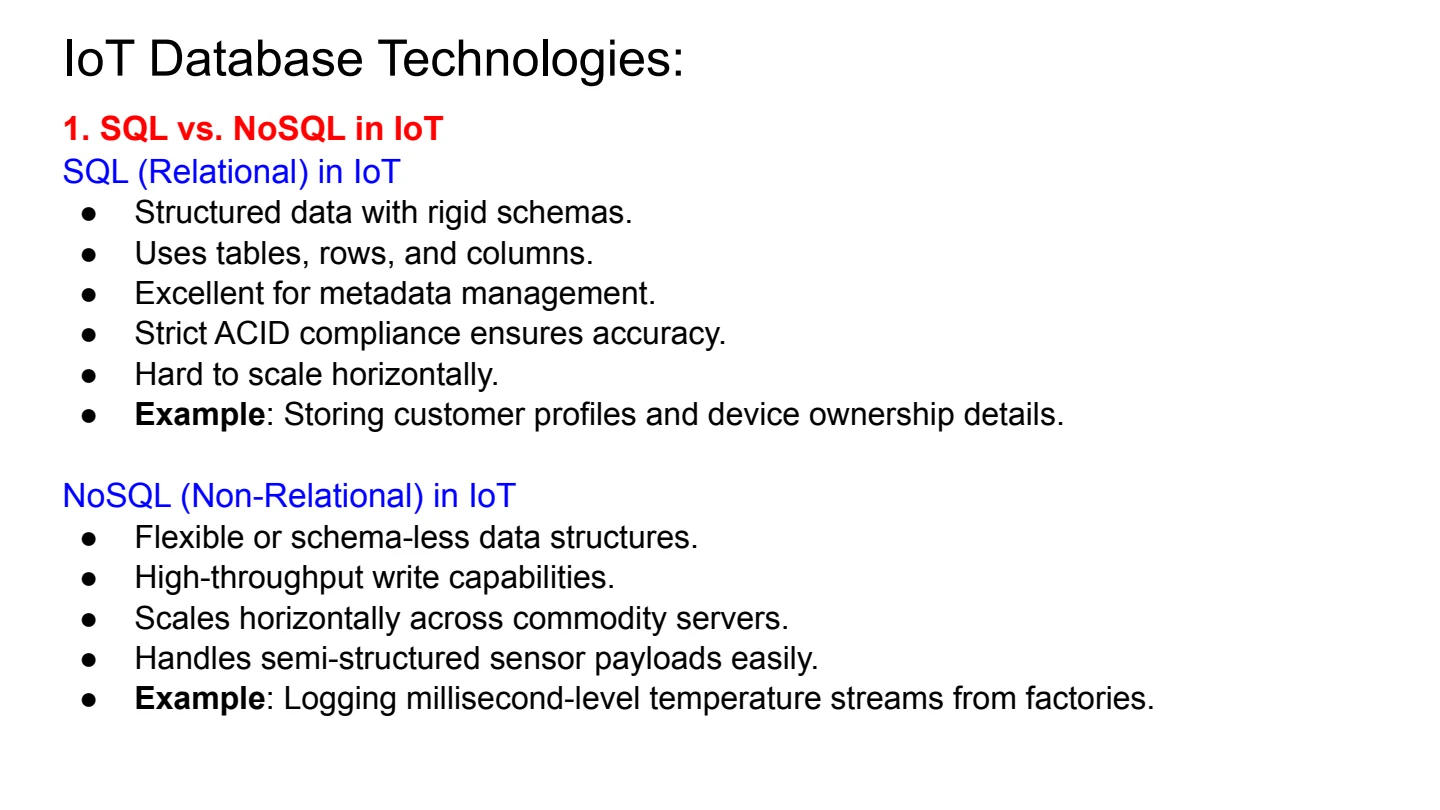 IoT Database Technologies:
1. SQL vs. NoSQL in IoT
SQL (Relational) in IoT
● Structured data with rigid schemas.
● Uses tables, rows, and columns.
● Excellent for metadata management.
● Strict ACID compliance ensures accuracy.
● Hard to scale horizontally.
● Example: Storing customer profiles and device ownership details.
NoSQL (Non-Relational) in IoT
● Flexible or schema-less data structures.
● High-throughput write capabilities.
● Scales horizontally across commodity servers.
● Handles semi-structured sensor payloads easily.
● Example: Logging millisecond-level temperature streams from factories.